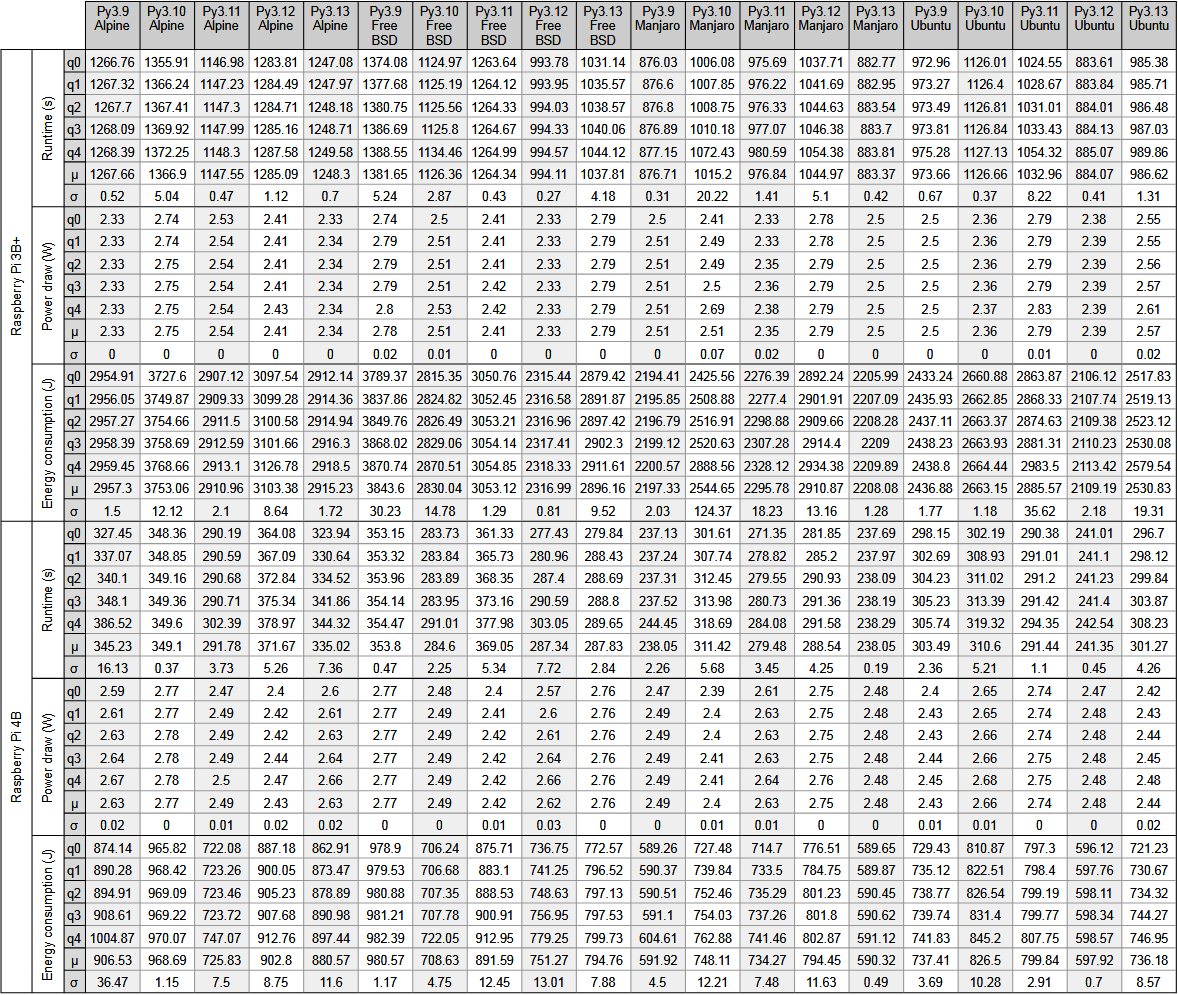 Py3.9 Alpine Py3.10 Alpine Py3.11 Alpine Py3.12 Alpine Py3.13 Alpine Py3.9 Free BSD Py3.10 Free BSD Py3.11 Free BSD Py3.12 Free BSD Py3.13 Free BSD Py3.9 Manjaro Py3.10 Manjaro Py3.11 Manjaro Py3.12 Manjaro Py3.13 Manjaro Py3.9 Ubuntu Py3.10 Ubuntu Py3.11 Ubuntu Py3.12 Ubuntu Py3.13 Ubuntu
Raspberry Pi 3B+
Runtime (s)
q0 1266.76 1355.91 1146.98 1283.81 1247.08 1374.08 1124.97 1263.64 993.78 1031.14 876.03 1006.08 975.69 1037.71 882.77 972.96 1126.01 1024.55 883.61 985.38
q1 1267.32 1366.24 1147.23 1284.49 1247.97 1377.68 1125.19 1264.12 993.95 1035.57 876.6 1007.85 976.22 1041.69 882.95 973.27 1126.4 1028.67 883.84 985.71
q2 1267.7 1367.41 1147.3 1284.71 1248.18 1380.75 1125.56 1264.33 994.03 1038.57 876.8 1008.75 976.33 1044.63 883.54 973.49 1126.81 1031.01 884.01 986.48
q3 1268.09 1369.92 1147.99 1285.16 1248.71 1386.69 1125.8 1264.67 994.33 1040.06 876.89 1010.18 977.07 1046.38 883.7 973.81 1126.84 1033.43 884.13 987.03
q4 1268.39 1372.25 1148.3 1287.58 1249.58 1388.55 1134.46 1264.99 994.57 1044.12 877.15 1072.43 980.59 1054.38 883.81 975.28 1127.13 1054.32 885.07 989.86
μ 1267.66 1366.9 1147.55 1285.09 1248.3 1381.65 1126.36 1264.34 994.11 1037.81 876.71 1015.2 976.84 1044.97 883.37 973.66 1126.66 1032.96 884.07 986.62
σ 0.52 5.04 0.47 1.12 0.7 5.24 2.87 0.43 0.27 4.18 0.31 20.22 1.41 5.1 0.42 0.67 0.37 8.22 0.41 1.31
Power draw (W)
q0 2.33 2.74 2.53 2.41 2.33 2.74 2.5 2.41 2.33 2.79 2.5 2.41 2.33 2.78 2.5 2.5 2.36 2.79 2.38 2.55
q1 2.33 2.74 2.54 2.41 2.34 2.79 2.51 2.41 2.33 2.79 2.51 2.49 2.33 2.78 2.5 2.5 2.36 2.79 2.39 2.55
q2 2.33 2.75 2.54 2.41 2.34 2.79 2.51 2.41 2.33 2.79 2.51 2.49 2.35 2.79 2.5 2.5 2.36 2.79 2.39 2.56
q3 2.33 2.75 2.54 2.41 2.34 2.79 2.51 2.42 2.33 2.79 2.51 2.5 2.36 2.79 2.5 2.5 2.36 2.79 2.39 2.57
q4 2.33 2.75 2.54 2.43 2.34 2.8 2.53 2.42 2.33 2.79 2.51 2.69 2.38 2.79 2.5 2.5 2.37 2.83 2.39 2.61
μ 2.33 2.75 2.54 2.41 2.34 2.78 2.51 2.41 2.33 2.79 2.51 2.51 2.35 2.79 2.5 2.5 2.36 2.79 2.39 2.57
σ 0 0 0 0 0 0.02 0.01 0 0 0 0 0.07 0.02 0 0 0 0 0.01 0 0.02
Energy consumption (J)
q0 2954.91 3727.6 2907.12 3097.54 2912.14 3789.37 2815.35 3050.76 2315.44 2879.42 2194.41 2425.56 2276.39 2892.24 2205.99 2433.24 2660.88 2863.87 2106.12 2517.83
q1 2956.05 3749.87 2909.33 3099.28 2914.36 3837.86 2824.82 3052.45 2316.58 2891.87 2195.85 2508.88 2277.4 2901.91 2207.09 2435.93 2662.85 2868.33 2107.74 2519.13
q2 2957.27 3754.66 2911.5 3100.58 2914.94 3849.76 2826.49 3053.21 2316.96 2897.42 2196.79 2516.91 2298.88 2909.66 2208.28 2437.11 2663.37 2874.63 2109.38 2523.12
q3 2958.39 3758.69 2912.59 3101.66 2916.3 3868.02 2829.06 3054.14 2317.41 2902.3 2199.12 2520.63 2307.28 2914.4 2209 2438.23 2663.93 2881.31 2110.23 2530.08
q4 2959.45 3768.66 2913.1 3126.78 2918.5 3870.74 2870.51 3054.85 2318.33 2911.61 2200.57 2888.56 2328.12 2934.38 2209.89 2438.8 2664.44 2983.5 2113.42 2579.54
μ 2957.3 3753.06 2910.96 3103.38 2915.23 3843.6 2830.04 3053.12 2316.99 2896.16 2197.33 2544.65 2295.78 2910.87 2208.08 2436.88 2663.15 2885.57 2109.19 2530.83
σ 1.5 12.12 2.1 8.64 1.72 30.23 14.78 1.29 0.81 9.52 2.03 124.37 18.23 13.16 1.28 1.77 1.18 35.62 2.18 19.31
Raspberry Pi 4B
Runtime (s)
q0 327.45 348.36 290.19 364.08 323.94 353.15 283.73 361.33 277.43 279.84 237.13 301.61 271.35 281.85 237.69 298.15 302.19 290.38 241.01 296.7
q1 337.07 348.85 290.59 367.09 330.64 353.32 283.84 365.73 280.96 288.43 237.24 307.74 278.82 285.2 237.97 302.69 308.93 291.01 241.1 298.12
q2 340.1 349.16 290.68 372.84 334.52 353.96 283.89 368.35 287.4 288.69 237.31 312.45 279.55 290.93 238.09 304.23 311.02 291.2 241.23 299.84
q3 348.1 349.36 290.71 375.34 341.86 354.14 283.95 373.16 290.59 288.8 237.52 313.98 280.73 291.36 238.19 305.23 313.39 291.42 241.4 303.87
q4 386.52 349.6 302.39 378.97 344.32 354.47 291.01 377.98 303.05 289.65 244.45 318.69 284.08 291.58 238.29 305.74 319.32 294.35 242.54 308.23
μ 345.23 349.1 291.78 371.67 335.02 353.8 284.6 369.05 287.34 287.83 238.05 311.42 279.48 288.54 238.05 303.49 310.6 291.44 241.35 301.27
σ 16.13 0.37 3.73 5.26 7.36 0.47 2.25 5.34 7.72 2.84 2.26 5.68 3.45 4.25 0.19 2.36 5.21 1.1 0.45 4.26
Power draw (W)
q0 2.59 2.77 2.47 2.4 2.6 2.77 2.48 2.4 2.57 2.76 2.47 2.39 2.61 2.75 2.48 2.4 2.65 2.74 2.47 2.42
q1 2.61 2.77 2.49 2.42 2.61 2.77 2.49 2.41 2.6 2.76 2.49 2.4 2.63 2.75 2.48 2.43 2.65 2.74 2.48 2.43
q2 2.63 2.78 2.49 2.42 2.63 2.77 2.49 2.42 2.61 2.76 2.49 2.4 2.63 2.75 2.48 2.43 2.66 2.74 2.48 2.44
q3 2.64 2.78 2.49 2.44 2.64 2.77 2.49 2.42 2.64 2.76 2.49 2.41 2.63 2.75 2.48 2.44 2.66 2.75 2.48 2.45
q4 2.67 2.78 2.5 2.47 2.66 2.77 2.49 2.42 2.66 2.76 2.49 2.41 2.64 2.76 2.48 2.45 2.68 2.75 2.48 2.48
μ 2.63 2.77 2.49 2.43 2.63 2.77 2.49 2.42 2.62 2.76 2.49 2.4 2.63 2.75 2.48 2.43 2.66 2.74 2.48 2.44
σ 0.02 0 0.01 0.02 0.02 0 0 0.01 0.03 0 0 0.01 0.01 0 0 0.01 0.01 0 0 0.02
Energy consumption (J)
q0 874.14 965.82 722.08 887.18 862.91 978.9 706.24 875.71 736.75 772.57 589.26 727.48 714.7 776.51 589.65 729.43 810.87 797.3 596.12 721.23
q1 890.28 968.42 723.26 900.05 873.47 979.53 706.68 883.1 741.25 796.52 590.37 739.84 733.5 784.75 589.87 735.12 822.51 798.4 597.76 730.67
q2 894.91 969.09 723.46 905.23 878.89 980.88 707.35 888.53 748.63 797.13 590.51 752.46 735.29 801.23 590.45 738.77 826.54 799.19 598.11 734.32
q3 908.61 969.22 723.72 907.68 890.98 981.21 707.78 900.91 756.95 797.53 591.1 754.03 737.26 801.8 590.62 739.74 831.4 799.77 598.34 744.27
q4 1004.87 970.07 747.07 912.76 897.44 982.39 722.05 912.95 779.25 799.73 604.61 762.88 741.46 802.87 591.12 741.83 845.2 807.75 598.57 746.95
μ 906.53 968.69 725.83 902.8 880.57 980.57 708.63 891.59 751.27 794.76 591.92 748.11 734.27 794.45 590.32 737.41 826.5 799.84 597.92 736.18
σ 36.47 1.15 7.5 8.75 11.6 1.17 4.75 12.45 13.01 7.88 4.5 12.21 7.48 11.63 0.49 3.69 10.28 2.91 0.7 8.57